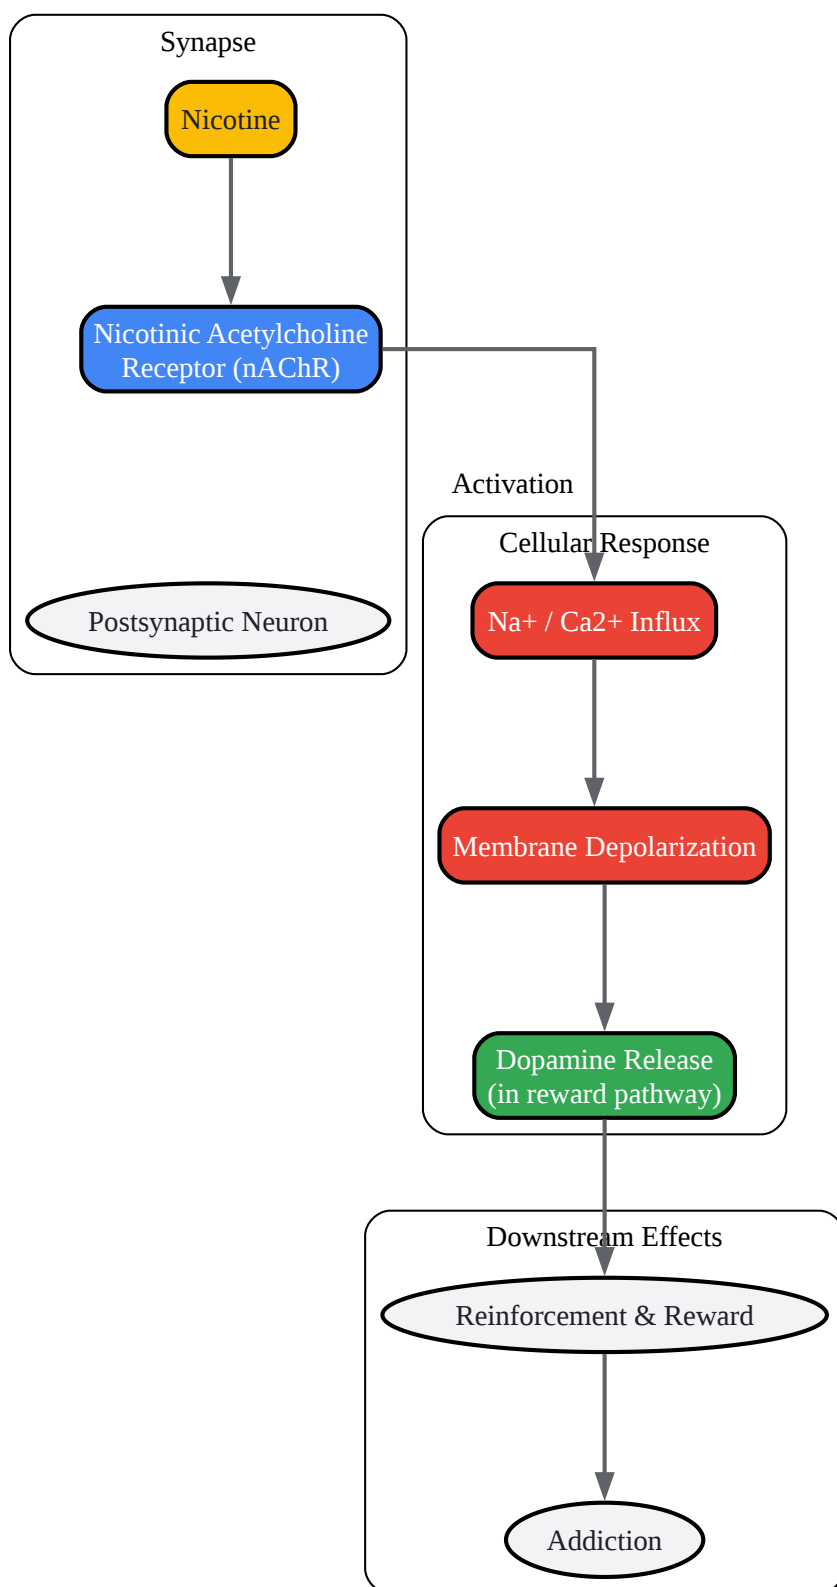 Synapse
Nicotine
Nicotinic Acetylcholine
Receptor (nAChR)
Activation
Cellular Response
Postsynaptic Neuron
Na+ / Ca2+ Influx
Membrane Depolarization
Dopamine Release
(in reward pathway)
Downstream Effects
Reinforcement & Reward
Addiction